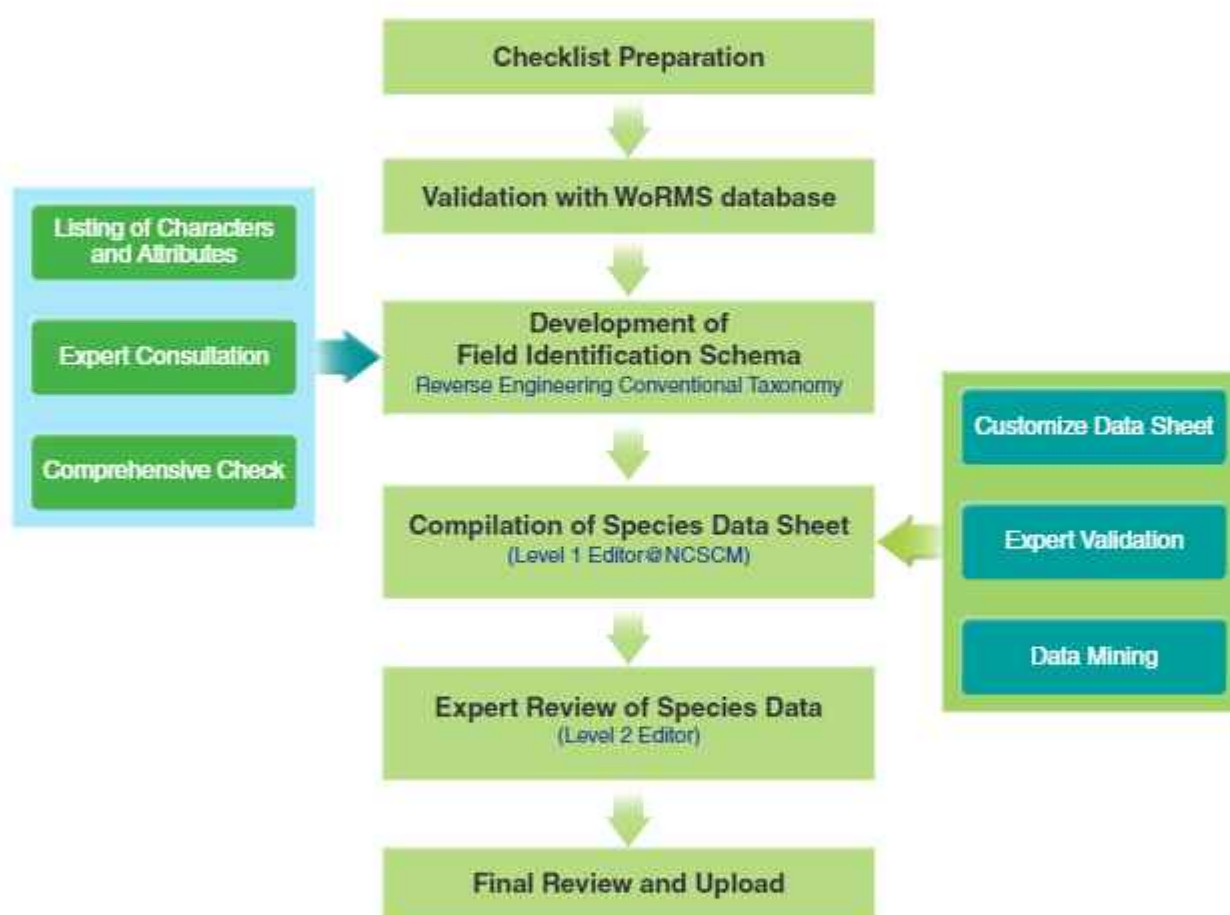 Checklist Preparation
Validation with WoRMS database
Listing of Characters
and Attributes
Expert Consultation
Comprehensive Check
Development of
Field Identification Schema
Reverse Engineering Conventional Taxonomy
Customize Data Sheet
Expert Validation
Data Mining
Compilation of Species Data Sheet
(Level 1 Editor@NCSCM)
Expert Review of Species Data
(Level 2 Editor)
Final Review and Upload